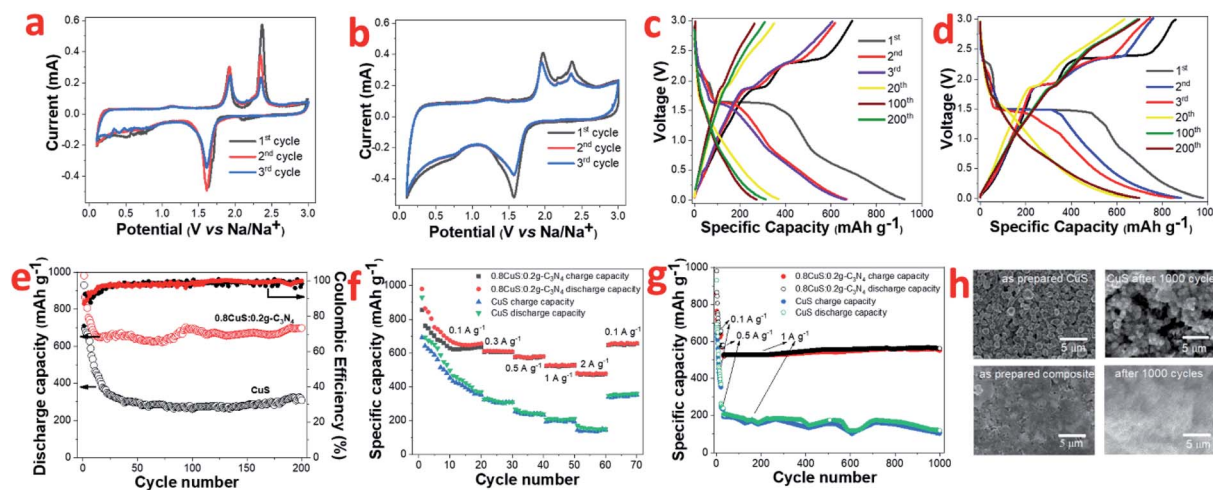 a
0.6
0.4
0.2
0.0
-0.2
-0.4
0.0 0.5 1.0 1.5 2.0 2.5 3.0
Current (mA)
Potential (V vs Na/Na⁺)
1ˢᵗ cycle
2ⁿᵈ cycle
3ʳᵈ cycle
b
0.6
0.4
0.2
0.0
-0.2
-0.4
0.0 0.5 1.0 1.5 2.0 2.5 3.0
Current (mA)
Potential (V vs Na/Na⁺)
1ˢᵗ cycle
2ⁿᵈ cycle
3ʳᵈ cycle
c
3.0
2.5
2.0
1.5
1.0
0.5
0.0
0 200 400 600 800 1000
Voltage (V)
Specific Capacity (mAh g⁻¹)
1ˢᵗ
2ⁿᵈ
3ʳᵈ
20ᵗʰ
100ᵗʰ
200ᵗʰ
d
3.0
2.5
2.0
1.5
1.0
0.5
0.0
0 200 400 600 800 1000
Voltage (V)
Specific Capacity (mAh g⁻¹)
1ˢᵗ
2ⁿᵈ
3ʳᵈ
20ᵗʰ
100ᵗʰ
200ᵗʰ
e
1000
800
600
400
200
0
100
80
60
40
20
0
0 50 100 150 200
Discharge capacity (mAh g⁻¹)
Coulombic Efficiency (%)
Cycle number
0.8CuS:0.2g-C₃N₄
CuS
f
1000
800
600
400
200
0
0 10 20 30 40 50 60 70
Specific capacity (mAh g⁻¹)
Cycle number
0.8CuS:0.2g-C₃N₄ charge capacity
0.8CuS:0.2g-C₃N₄ discharge capacity
CuS charge capacity
CuS discharge capacity
0.1 A g⁻¹
0.3 A g⁻¹
0.5 A g⁻¹
1 A g⁻¹
2 A g⁻¹
0.1 A g⁻¹
g
1000
800
600
400
200
0
0 200 400 600 800 1000
Specific capacity (mAh g⁻¹)
Cycle number
0.8CuS:0.2g-C₃N₄ charge capacity
0.8CuS:0.2g-C₃N₄ discharge capacity
CuS charge capacity
CuS discharge capacity
0.1 A g⁻¹
0.5 A g⁻¹
1 A g⁻¹
h
as prepared CuS
5 µm
CuS after 1000 cycles
5 µm
as prepared composite
5 µm
after 1000 cycles
5 µm